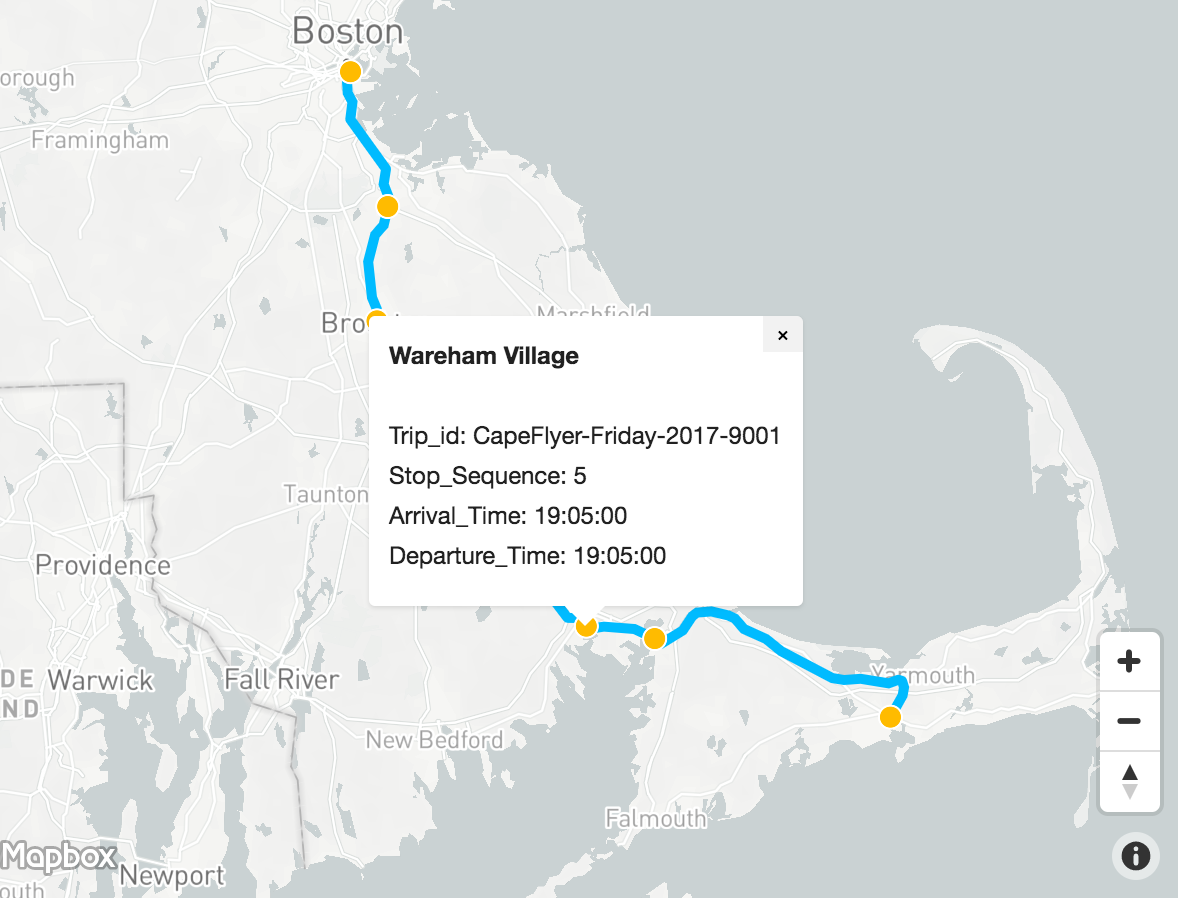 Boston
orough
Framingham
Marshfield
Bro
×
Wareham Village
Trip_id: CapeFlyer-Friday-2017-9001
Stop_Sequence: 5
Arrival_Time: 19:05:00
Departure_Time: 19:05:00
Taunton
Providence
DE
ND
Warwick
Fall River
Yarmouth
New Bedford
Falmouth
Mapbox
Newport
outh